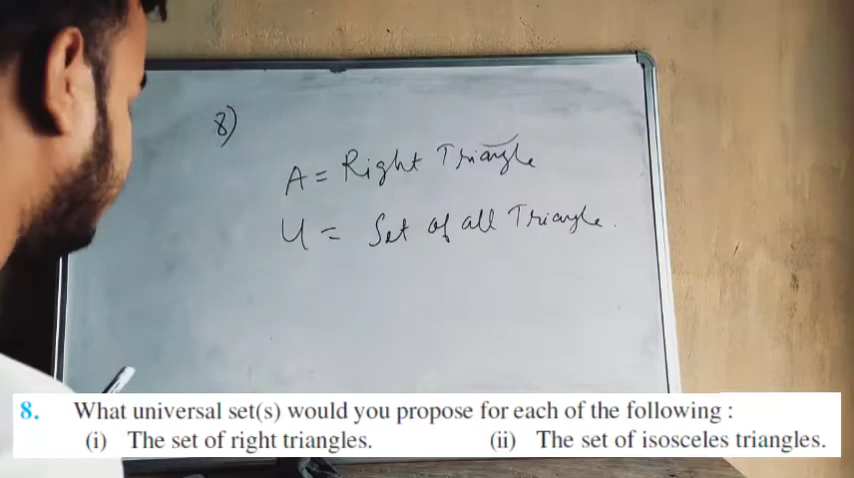 8)
A = Right Triangle
U = Set of all Triangle.
8. What universal set(s) would you propose for each of the following :
(i) The set of right triangles. (ii) The set of isosceles triangles.